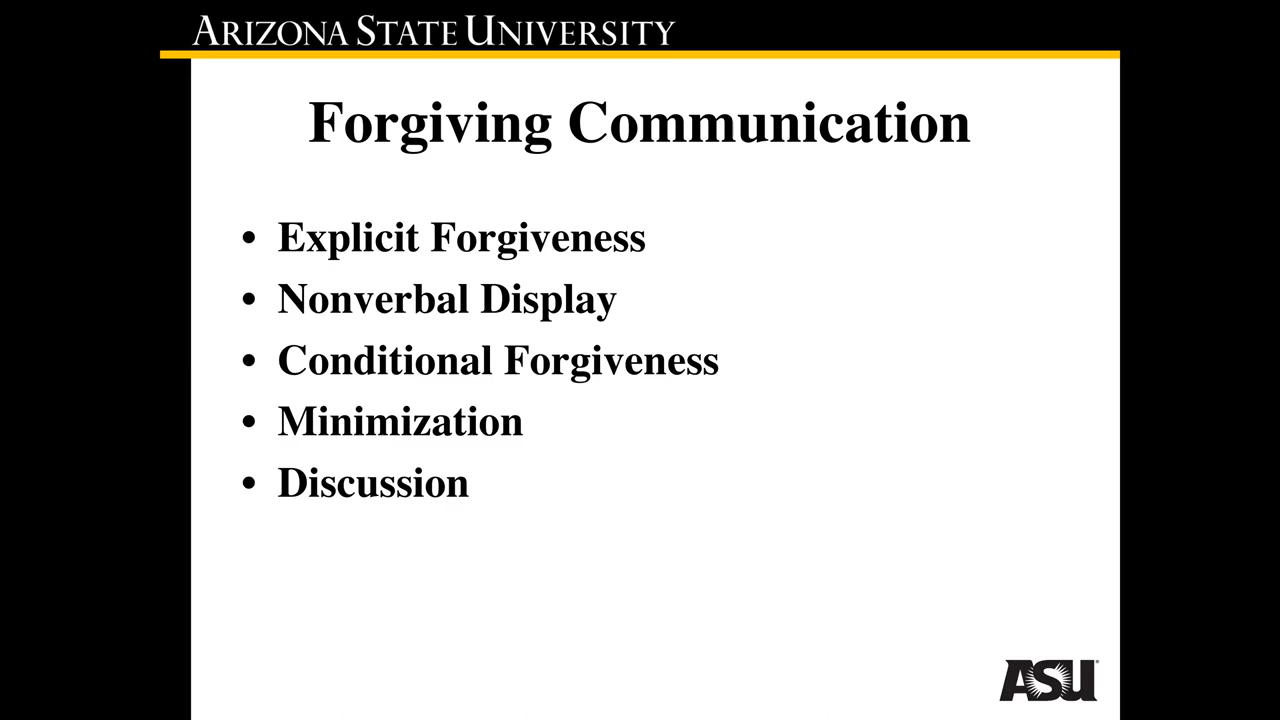 ARIZONA STATE UNIVERSITY
Forgiving Communication
• Explicit Forgiveness
• Nonverbal Display
• Conditional Forgiveness
• Minimization
• Discussion
ASU